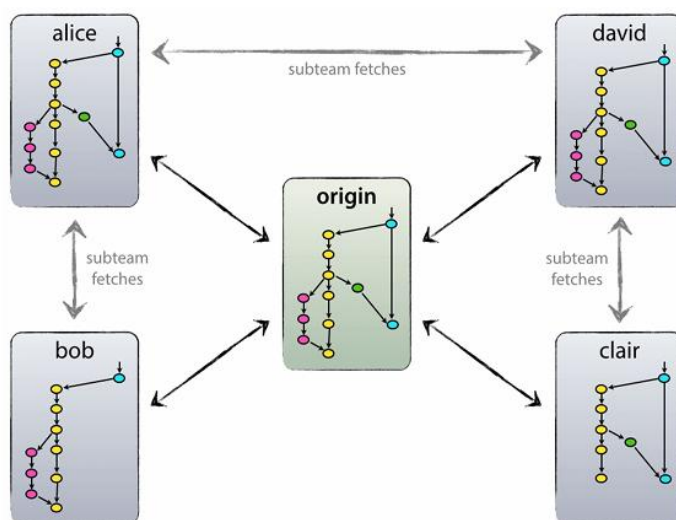 alice
david
subteam fetches
origin
subteam
fetches
subteam
fetches
bob
clair